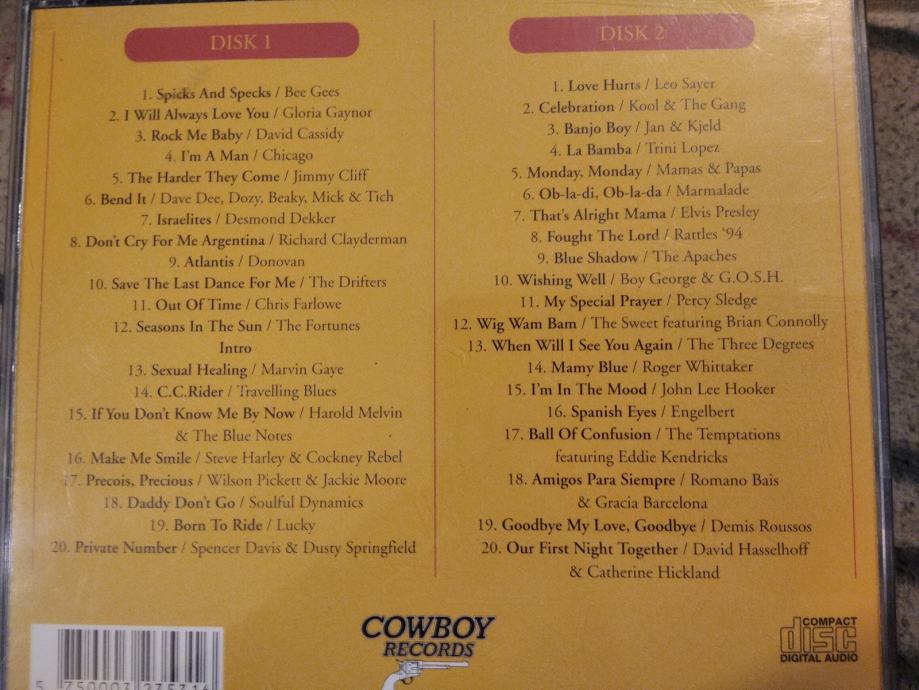 DISK 1
1. Spicks And Specks / Bee Gees
2. I Will Always Love You / Gloria Gaynor
3. Rock Me Baby / David Cassidy
4. I'm A Man / Chicago
5. The Harder They Come / Jimmy Cliff
6. Bend It / Dave Dee, Dozy, Beaky, Mick & Tich
7. Israelites / Desmond Dekker
8. Don't Cry For Me Argentina / Richard Clayderman
9. Atlantis / Donovan
10. Save The Last Dance For Me / The Drifters
11. Out Of Time / Chris Farlowe
12. Seasons In The Sun / The Fortunes
Intro
13. Sexual Healing / Marvin Gaye
14. C.C.Rider / Travelling Blues
15. If You Don't Know Me By Now / Harold Melvin
& The Blue Notes
16. Make Me Smile / Steve Harley & Cockney Rebel
17. Precois, Precious / Wilson Pickett & Jackie Moore
18. Daddy Don't Go / Soulful Dynamics
19. Born To Ride / Lucky
20. Private Number / Spencer Davis & Dusty Springfield
DISK 2
1. Love Hurts / Leo Sayer
2. Celebration / Kool & The Gang
3. Banjo Boy / Jan & Kjeld
4. La Bamba / Trini Lopez
5. Monday, Monday / Mamas & Papas
6. Ob-la-di, Ob-la-da / Marmalade
7. That's Alright Mama / Elvis Presley
8. Fought The Lord / Rattles '94
9. Blue Shadow / The Apaches
10. Wishing Well / Boy George & G.O.S.H.
11. My Special Prayer / Percy Sledge
12. Wig Wam Bam / The Sweet featuring Brian Connolly
13. When Will I See You Again / The Three Degrees
14. Mamy Blue / Roger Whittaker
15. I'm In The Mood / John Lee Hooker
16. Spanish Eyes / Engelbert
17. Ball Of Confusion / The Temptations
featuring Eddie Kendricks
18. Amigos Para Siempre / Romano Bais
& Gracia Barcelona
19. Goodbye My Love, Goodbye / Demis Roussos
20. Our First Night Together / David Hasselhoff
& Catherine Hickland
COWBOY
RECORDS
COMPACT
disc
DIGITAL AUDIO